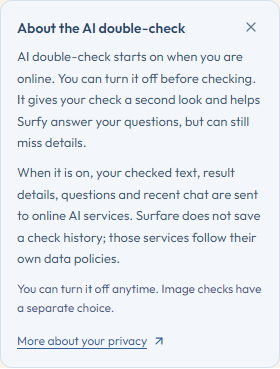 About the AI double-check
AI double-check starts on when you are
online. You can turn it off before checking.
It gives your check a second look and helps
Surfy answer your questions, but can still
miss details.
When it is on, your checked text, result
details, questions and recent chat are sent
to online AI services. Surfare does not save
a check history; those services follow their
own data policies.
You can turn it off anytime. Image checks have
a separate choice.
More about your privacy